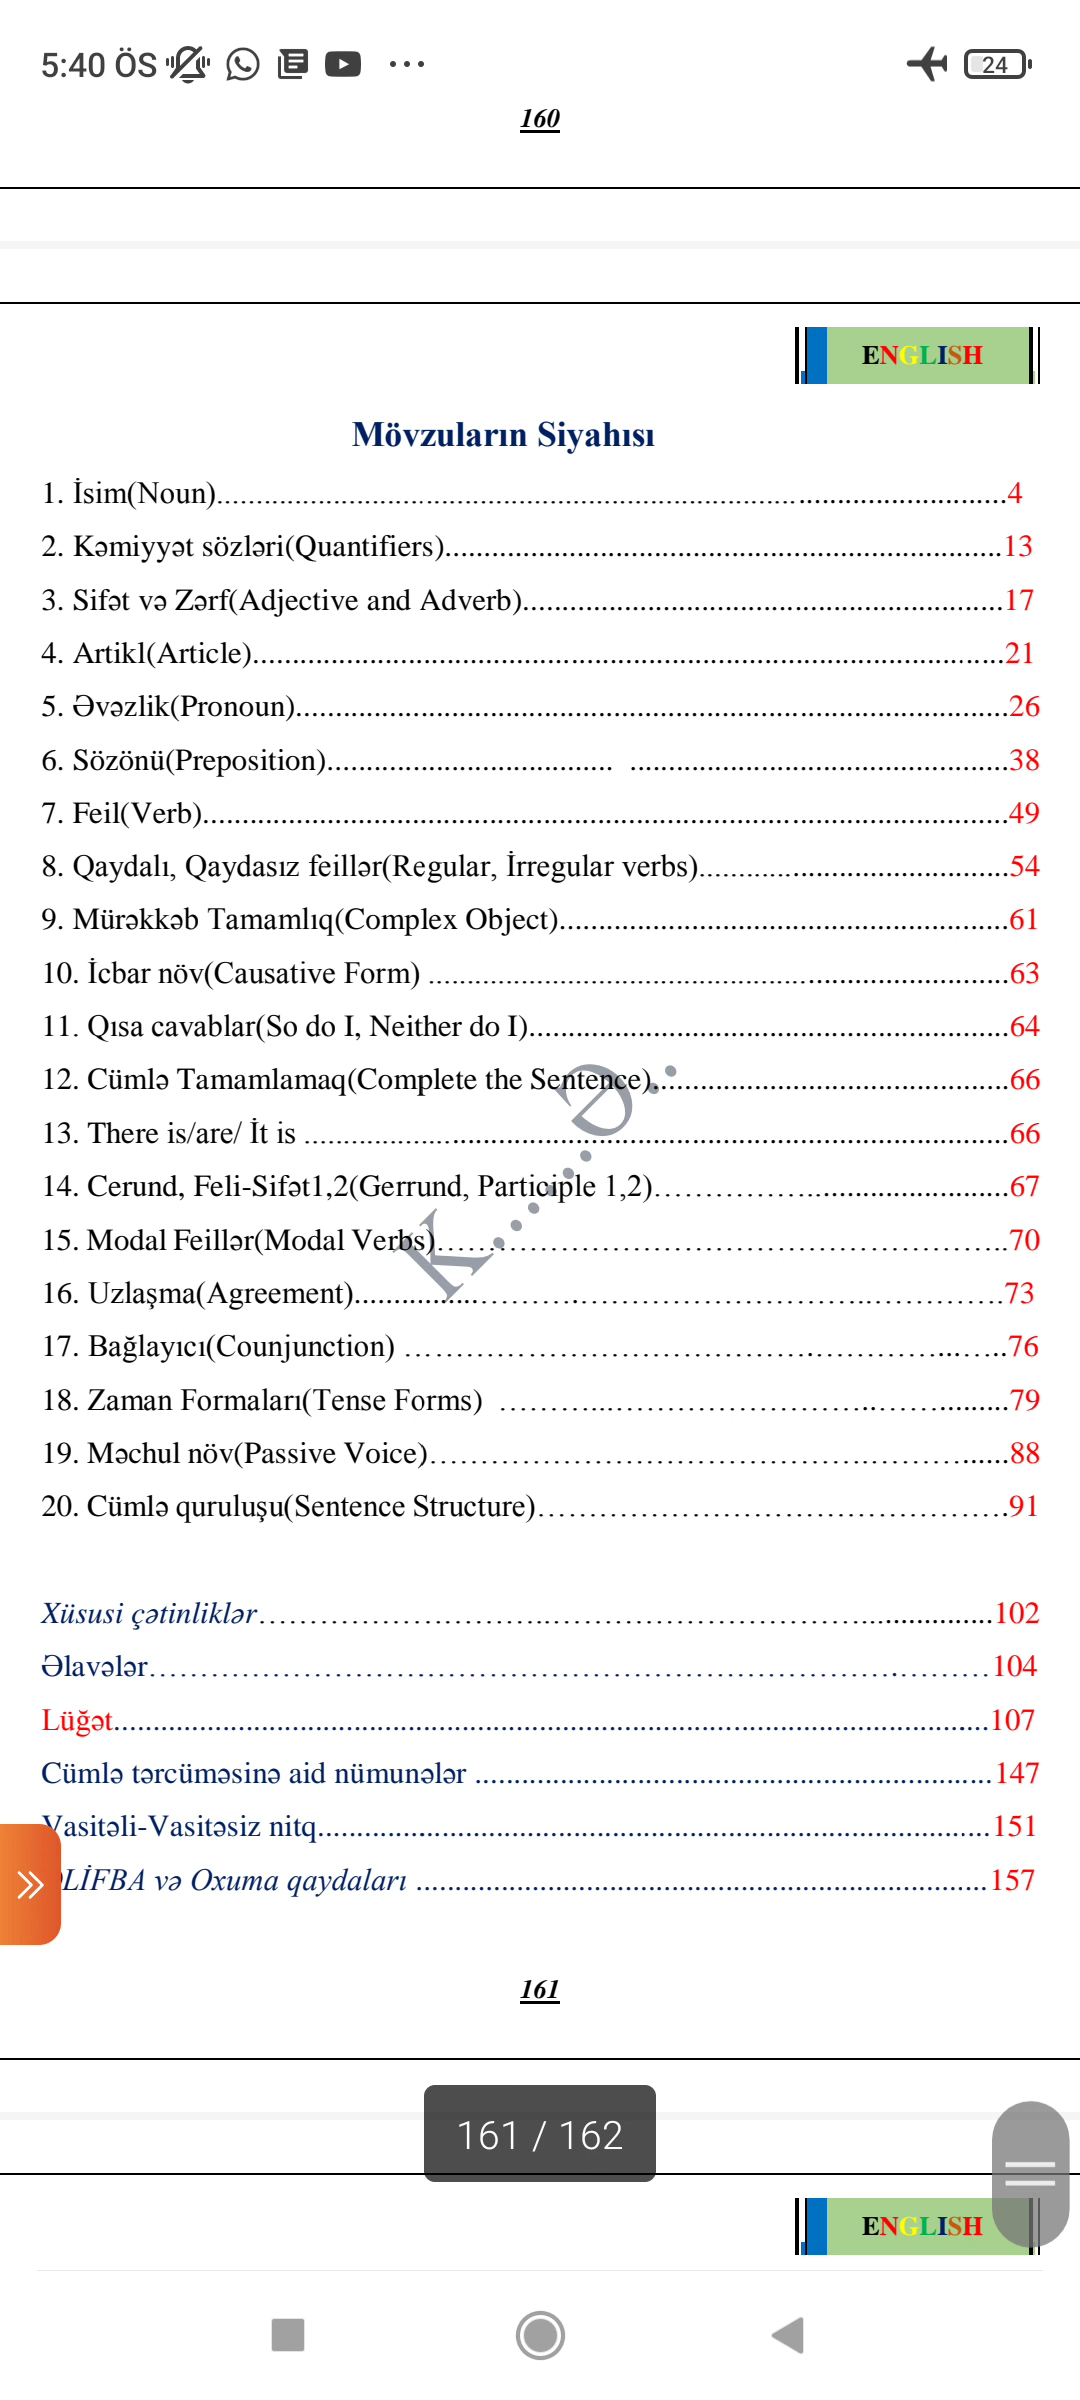 5:40 ÖS
24
160
ENGLISH
Mövzuların Siyahısı
1. İsim(Noun)....................................................................................................4
2. Kəmiyyət sözləri(Quantifiers).......................................................................13
3. Sifət və Zərf(Adjective and Adverb).............................................................17
4. Artikl(Article)................................................................................................21
5. Əvəzlik(Pronoun)...........................................................................................26
6. Sözönü(Preposition).................................... ................................................38
7. Feil(Verb).......................................................................................................49
8. Qaydalı, Qaydasız feillər(Regular, İrregular verbs).......................................54
9. Mürəkkəb Tamamlıq(Complex Object).........................................................61
10. İcbar növ(Causative Form) ..........................................................................63
11. Qısa cavablar(So do I, Neither do I).............................................................64
12. Cümlə Tamamlamaq(Complete the Sentence).............................................66
13. There is/are/ İt is ..........................................................................................66
14. Cerund, Feli-Sifət1,2(Gerrund, Participle 1,2).............................................67
15. Modal Feillər(Modal Verbs).........................................................................70
16. Uzlaşma(Agreement)...................................................................................73
17. Bağlayıcı(Counjunction) .............................................................................76
18. Zaman Formaları(Tense Forms) .................................................................79
19. Məchul növ(Passive Voice)..........................................................................88
20. Cümlə quruluşu(Sentence Structure)............................................................91
K......Ə..
Xüsusi çətinliklər..............................................................................................102
Əlavələr............................................................................................................104
Lüğət.................................................................................................................107
Cümlə tərcüməsinə aid nümunələr ..................................................................147
Vasitəli-Vasitəsiz nitq......................................................................................151
LİFBA və Oxuma qaydaları .........................................................................157
161
161 / 162
ENGLISH